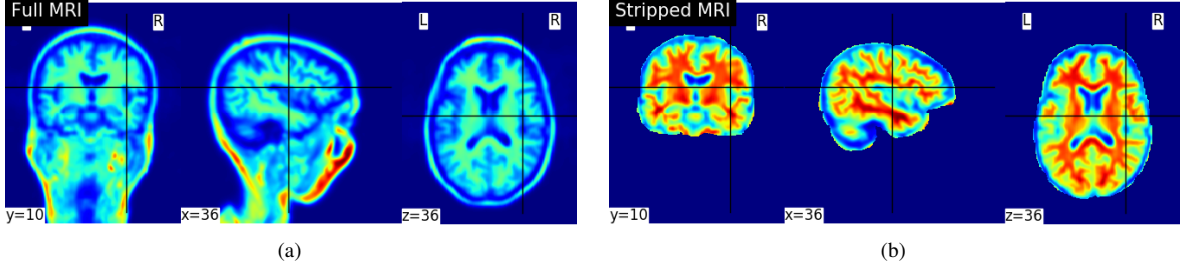 Full MRI
R
L
R
y=10
x=36
z=36
(a)
Stripped MRI
R
L
R
y=10
x=36
z=36
(b)